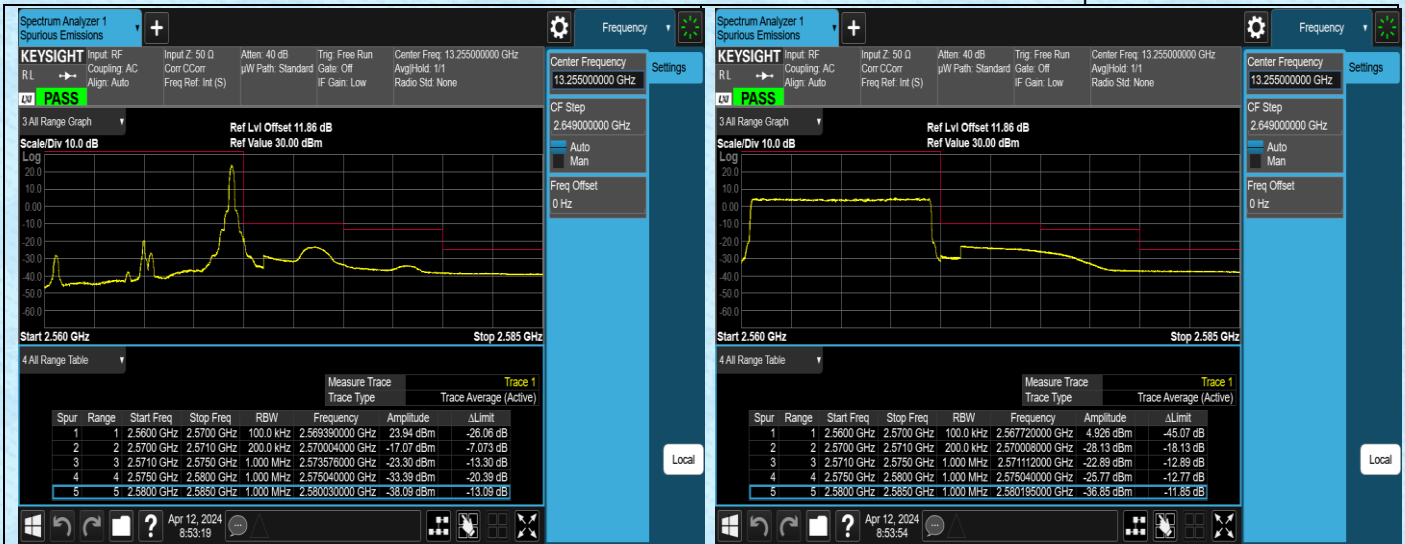 Spectrum Analyzer 1
Spurious Emissions
+
Frequency
KEYSIGHT
RL
LXI
PASS
Input: RF
Coupling: AC
Align: Auto
Input Z: 50 Ω
Corr CCorr
Freq Ref: Int (S)
Atten: 40 dB
µW Path: Standard
Trig: Free Run
Gate: Off
IF Gain: Low
Center Freq: 13.255000000 GHz
Avg|Hold: 1/1
Radio Std: None
Center Frequency
13.255000000 GHz
Settings
CF Step
2.649000000 GHz
Auto
Man
Freq Offset
0 Hz
3 All Range Graph
Ref Lvl Offset 11.86 dB
Scale/Div 10.0 dB
Ref Value 30.00 dBm
Log
20.0
10.0
0.00
-10.0
-20.0
-30.0
-40.0
-50.0
-60.0
Start 2.560 GHz
Stop 2.585 GHz
4 All Range Table
Measure Trace Trace 1
Trace Type Trace Average (Active)
Spur Range Start Freq Stop Freq RBW Frequency Amplitude ΔLimit
1 1 2.5600 GHz 2.5700 GHz 100.0 kHz 2.569390000 GHz 23.94 dBm -26.06 dB
2 2 2.5700 GHz 2.5710 GHz 200.0 kHz 2.570004000 GHz -17.07 dBm -7.073 dB
3 3 2.5710 GHz 2.5750 GHz 1.000 MHz 2.573576000 GHz -23.30 dBm -13.30 dB
4 4 2.5750 GHz 2.5800 GHz 1.000 MHz 2.575040000 GHz -33.39 dBm -20.39 dB
5 5 2.5800 GHz 2.5850 GHz 1.000 MHz 2.580030000 GHz -38.09 dBm -13.09 dB
Local
?
Apr 12, 2024
8:53:19
Spectrum Analyzer 1
Spurious Emissions
+
Frequency
KEYSIGHT
RL
LXI
PASS
Input: RF
Coupling: AC
Align: Auto
Input Z: 50 Ω
Corr CCorr
Freq Ref: Int (S)
Atten: 40 dB
µW Path: Standard
Trig: Free Run
Gate: Off
IF Gain: Low
Center Freq: 13.255000000 GHz
Avg|Hold: 1/1
Radio Std: None
Center Frequency
13.255000000 GHz
Settings
CF Step
2.649000000 GHz
Auto
Man
Freq Offset
0 Hz
3 All Range Graph
Ref Lvl Offset 11.86 dB
Scale/Div 10.0 dB
Ref Value 30.00 dBm
Log
20.0
10.0
0.00
-10.0
-20.0
-30.0
-40.0
-50.0
-60.0
Start 2.560 GHz
Stop 2.585 GHz
4 All Range Table
Measure Trace Trace 1
Trace Type Trace Average (Active)
Spur Range Start Freq Stop Freq RBW Frequency Amplitude ΔLimit
1 1 2.5600 GHz 2.5700 GHz 100.0 kHz 2.567720000 GHz 4.926 dBm -45.07 dB
2 2 2.5700 GHz 2.5710 GHz 200.0 kHz 2.570008000 GHz -28.13 dBm -18.13 dB
3 3 2.5710 GHz 2.5750 GHz 1.000 MHz 2.571112000 GHz -22.89 dBm -12.89 dB
4 4 2.5750 GHz 2.5800 GHz 1.000 MHz 2.575040000 GHz -25.77 dBm -12.77 dB
5 5 2.5800 GHz 2.5850 GHz 1.000 MHz 2.580195000 GHz -36.85 dBm -11.85 dB
Local
?
Apr 12, 2024
8:53:54